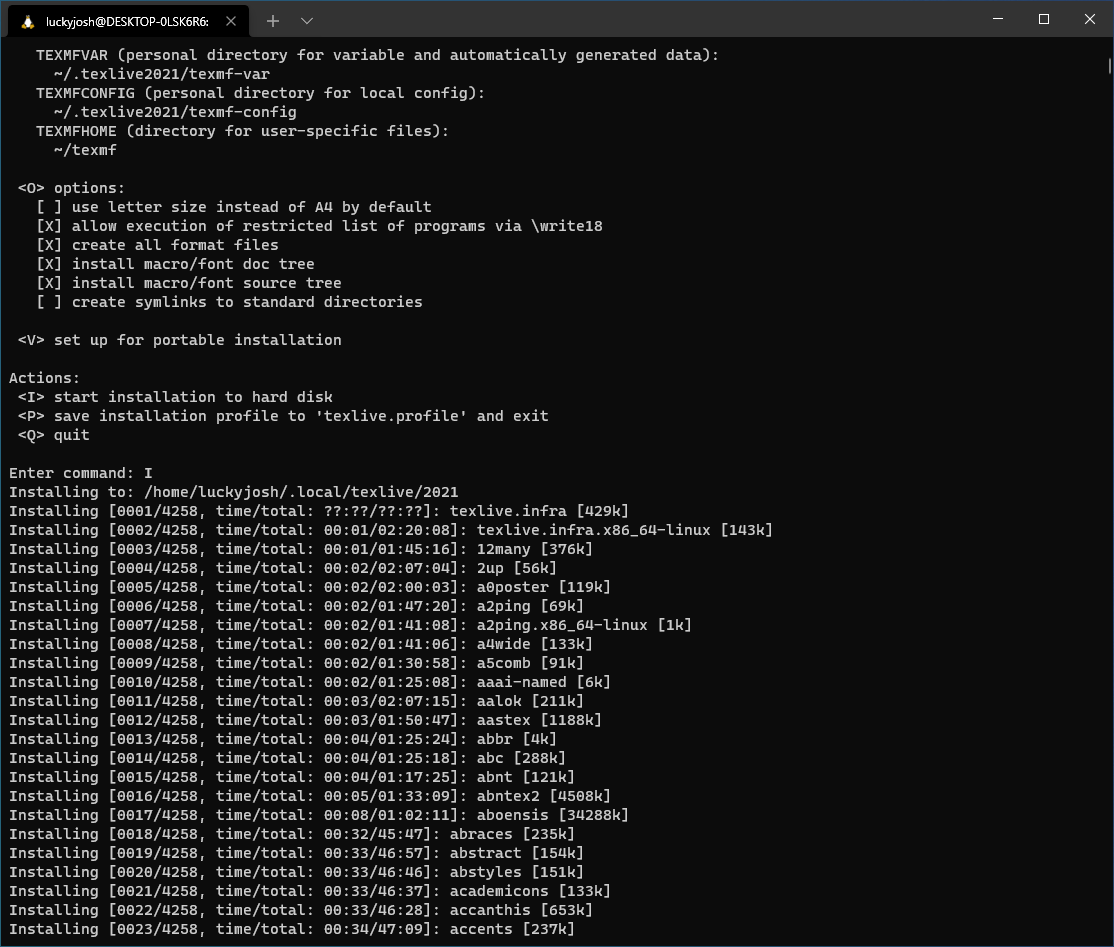 luckyjosh@DESKTOP-0LSK6R6:
   TEXMFVAR (personal directory for variable and automatically generated data):
     ~/.texlive2021/texmf-var
   TEXMFCONFIG (personal directory for local config):
     ~/.texlive2021/texmf-config
   TEXMFHOME (directory for user-specific files):
     ~/texmf

 <O> options:
   [ ] use letter size instead of A4 by default
   [X] allow execution of restricted list of programs via \write18
   [X] create all format files
   [X] install macro/font doc tree
   [X] install macro/font source tree
   [ ] create symlinks to standard directories

 <V> set up for portable installation

Actions:
 <I> start installation to hard disk
 <P> save installation profile to 'texlive.profile' and exit
 <Q> quit

Enter command: I
Installing to: /home/luckyjosh/.local/texlive/2021
Installing [0001/4258, time/total: ??:??/??:??]: texlive.infra [429k]
Installing [0002/4258, time/total: 00:01/02:20:08]: texlive.infra.x86_64-linux [143k]
Installing [0003/4258, time/total: 00:01/01:45:16]: 12many [376k]
Installing [0004/4258, time/total: 00:02/02:07:04]: 2up [56k]
Installing [0005/4258, time/total: 00:02/02:00:03]: a0poster [119k]
Installing [0006/4258, time/total: 00:02/01:47:20]: a2ping [69k]
Installing [0007/4258, time/total: 00:02/01:41:08]: a2ping.x86_64-linux [1k]
Installing [0008/4258, time/total: 00:02/01:41:06]: a4wide [133k]
Installing [0009/4258, time/total: 00:02/01:30:58]: a5comb [91k]
Installing [0010/4258, time/total: 00:02/01:25:08]: aaai-named [6k]
Installing [0011/4258, time/total: 00:03/02:07:15]: aalok [211k]
Installing [0012/4258, time/total: 00:03/01:50:47]: aastex [1188k]
Installing [0013/4258, time/total: 00:04/01:25:24]: abbr [4k]
Installing [0014/4258, time/total: 00:04/01:25:18]: abc [288k]
Installing [0015/4258, time/total: 00:04/01:17:25]: abnt [121k]
Installing [0016/4258, time/total: 00:05/01:33:09]: abntex2 [4508k]
Installing [0017/4258, time/total: 00:08/01:02:11]: aboensis [34288k]
Installing [0018/4258, time/total: 00:32/45:47]: abraces [235k]
Installing [0019/4258, time/total: 00:33/46:57]: abstract [154k]
Installing [0020/4258, time/total: 00:33/46:46]: abstyles [151k]
Installing [0021/4258, time/total: 00:33/46:37]: academicons [133k]
Installing [0022/4258, time/total: 00:33/46:28]: accanthis [653k]
Installing [0023/4258, time/total: 00:34/47:09]: accents [237k]